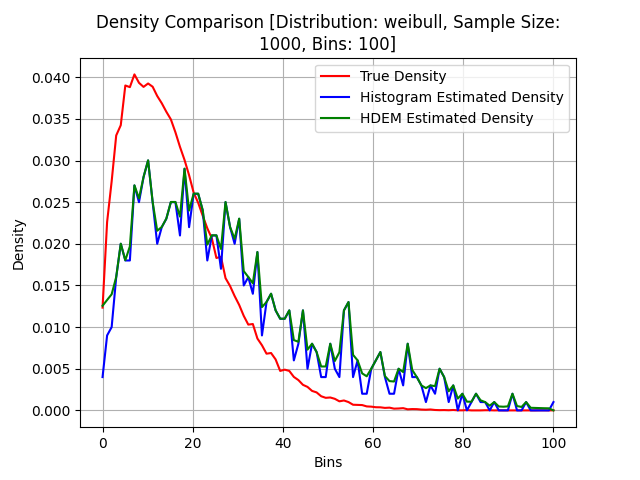 Density Comparison [Distribution: weibull, Sample Size:
1000, Bins: 100]
True Density
Histogram Estimated Density
HDEM Estimated Density
0.040
0.035
0.030
0.025
0.020
0.015
0.010
0.005
0.000
Density
0 20 40 60 80 100
Bins